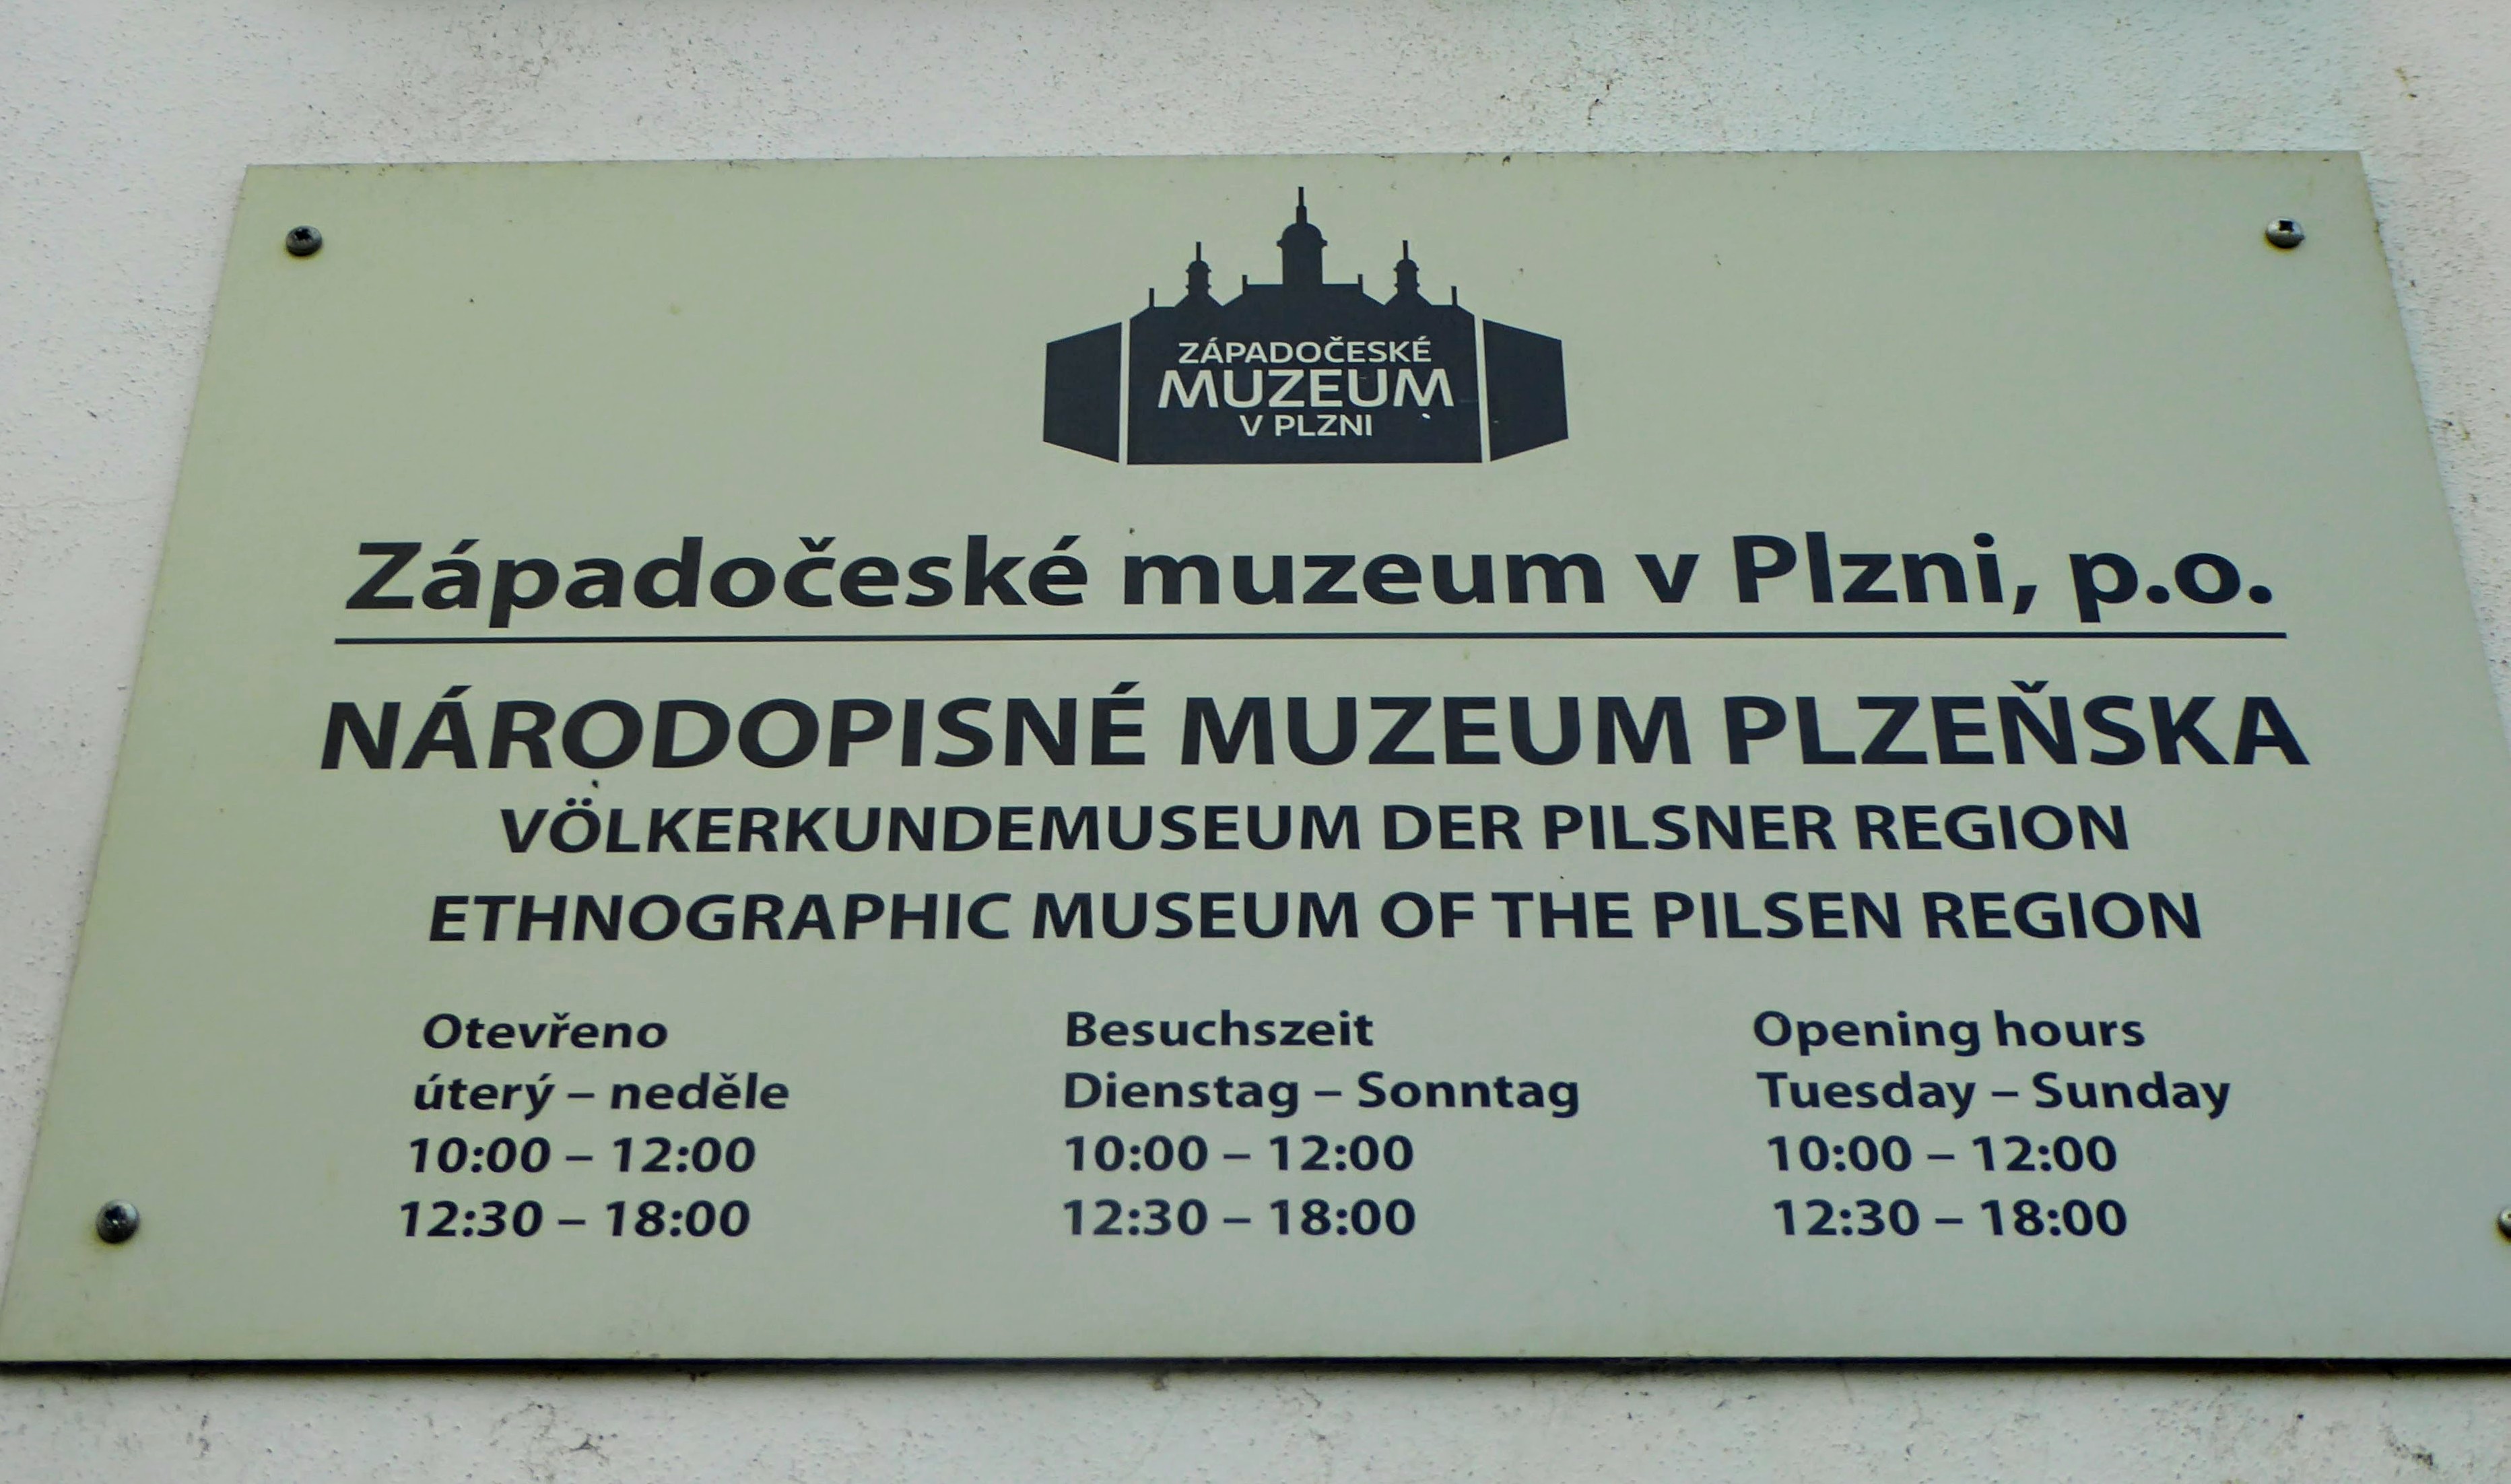 ZÁPADOČESKÉ
MUZEUM
V PLZNI
Západočeské muzeum v Plzni, p.o.
NÁRODOPISNÉ MUZEUM PLZEŇSKA
VÖLKERKUNDEMUSEUM DER PILSNER REGION
ETHNOGRAPHIC MUSEUM OF THE PILSEN REGION
Otevřeno
úterý – neděle
10:00 – 12:00
12:30 – 18:00
Besuchszeit
Dienstag – Sonntag
10:00 – 12:00
12:30 – 18:00
Opening hours
Tuesday – Sunday
10:00 – 12:00
12:30 – 18:00